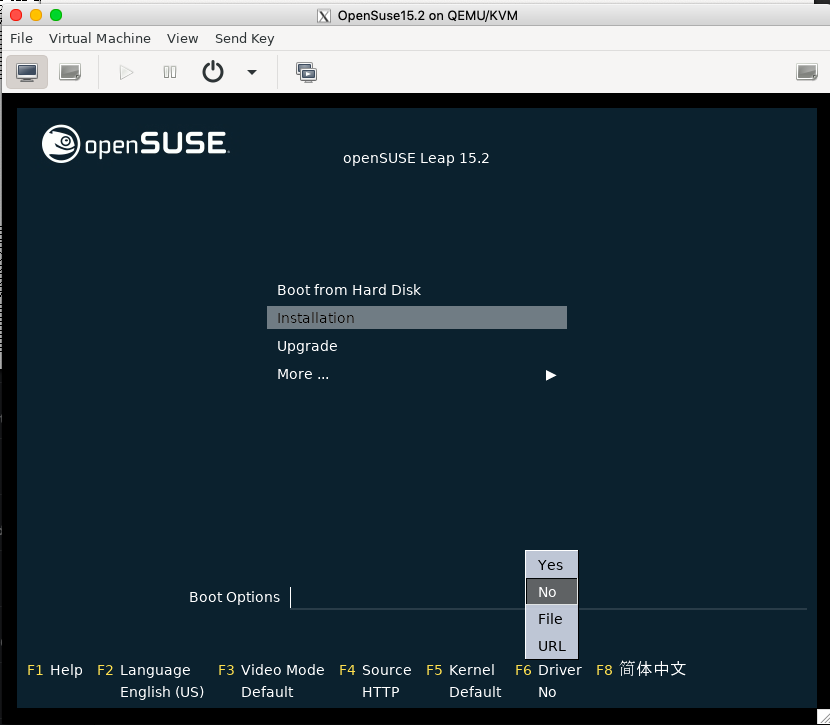 OpenSuse15.2 on QEMU/KVM
File Virtual Machine View Send Key
openSUSE
openSUSE Leap 15.2
Boot from Hard Disk
Installation
Upgrade
More ...
Boot Options
Yes
No
File
URL
F1 Help F2 Language F3 Video Mode F4 Source F5 Kernel F6 Driver F8 简体中文
English (US) Default HTTP Default No